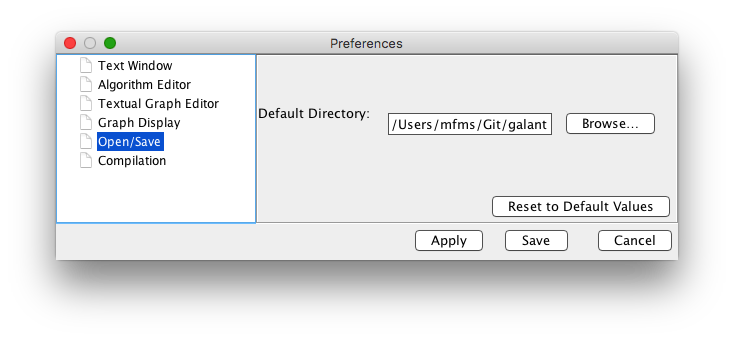 Preferences
Text Window
Algorithm Editor
Textual Graph Editor
Graph Display
Open/Save
Compilation
Default Directory: /Users/mfms/Git/galant Browse...
Reset to Default Values
Apply Save Cancel